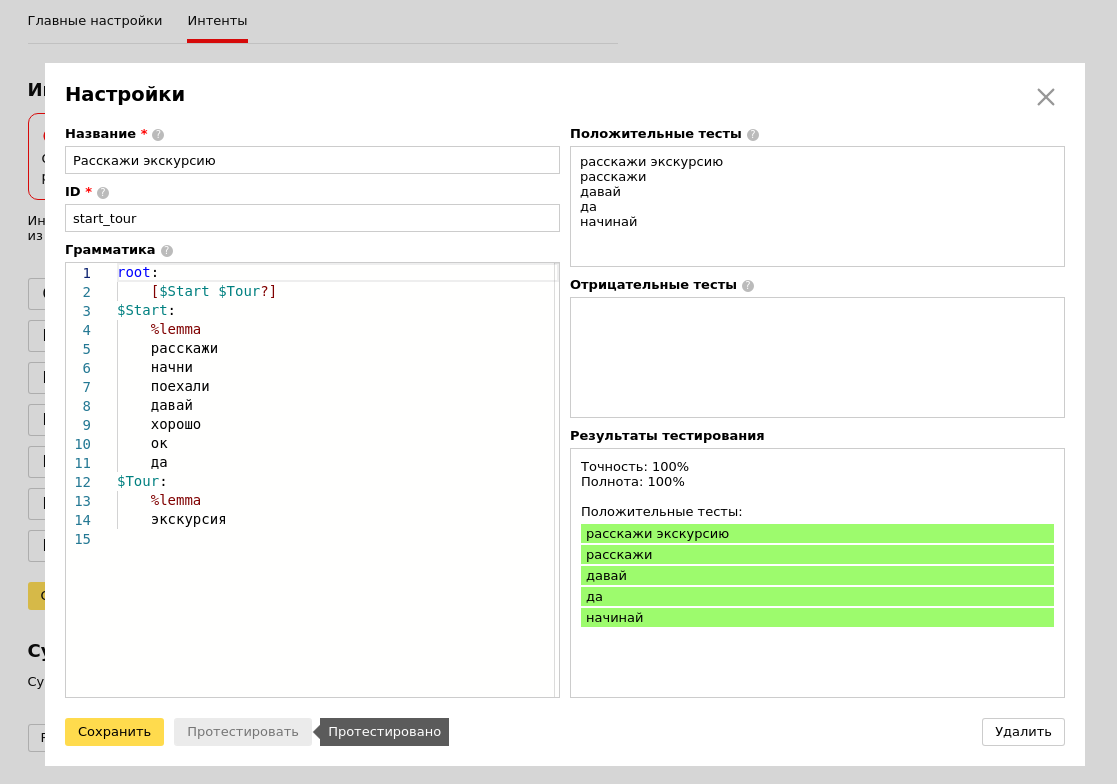 Главные настройки
Интенты
Настройки
Название *
Расскажи экскурсию
ID *
start_tour
Грамматика
1 root:
2 [$Start $Tour?]
3 $Start:
4 %lemma
5 расскажи
6 начни
7 поехали
8 давай
9 хорошо
10 ок
11 да
12 $Tour:
13 %lemma
14 экскурсия
15
Положительные тесты
расскажи экскурсию
расскажи
давай
да
начинай
Отрицательные тесты
Результаты тестирования
Точность: 100%
Полнота: 100%
Положительные тесты:
расскажи экскурсию
расскажи
давай
да
начинай
Сохранить
Протестировать
Протестировано
Удалить